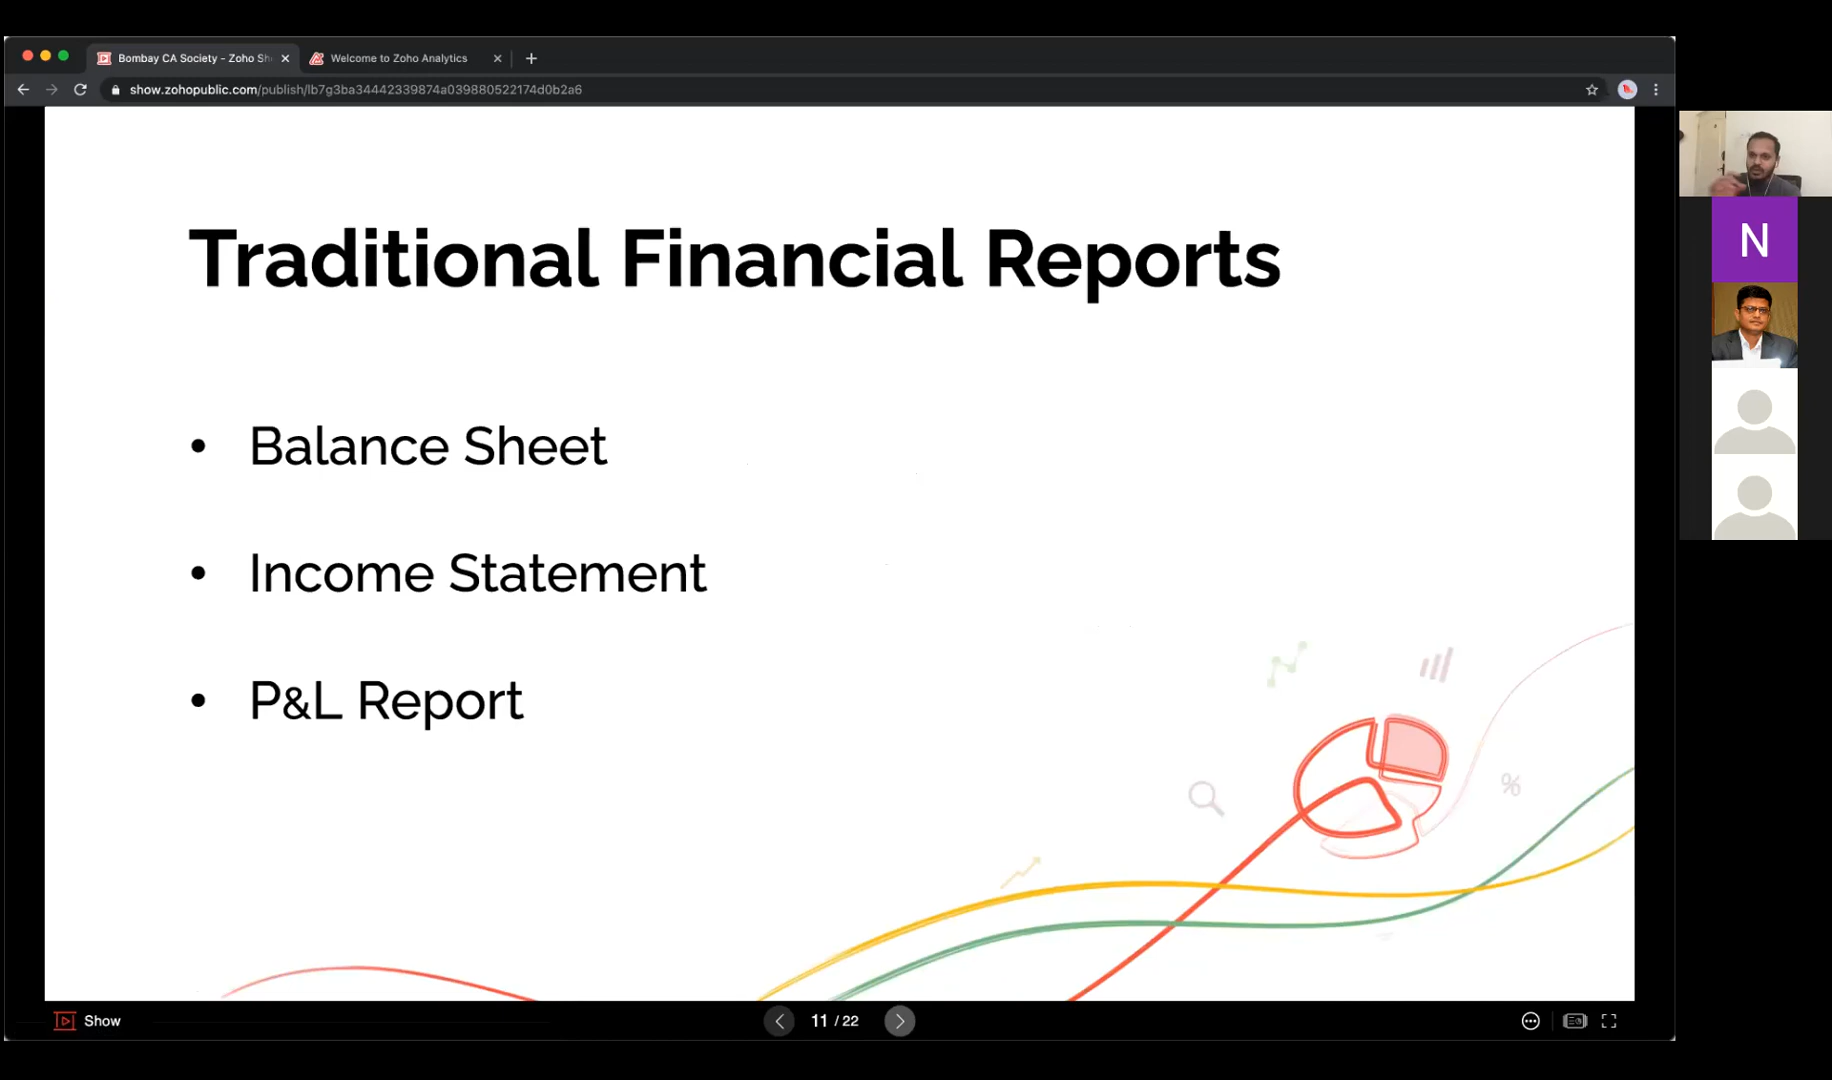 Bombay CA Society - Zoho Sh
Welcome to Zoho Analytics
show.zohopublic.com/publish/lb7g3ba34442339874a039880522174d0b2a6
Traditional Financial Reports
• Balance Sheet
• Income Statement
• P&L Report
%
Show
11 / 22
N